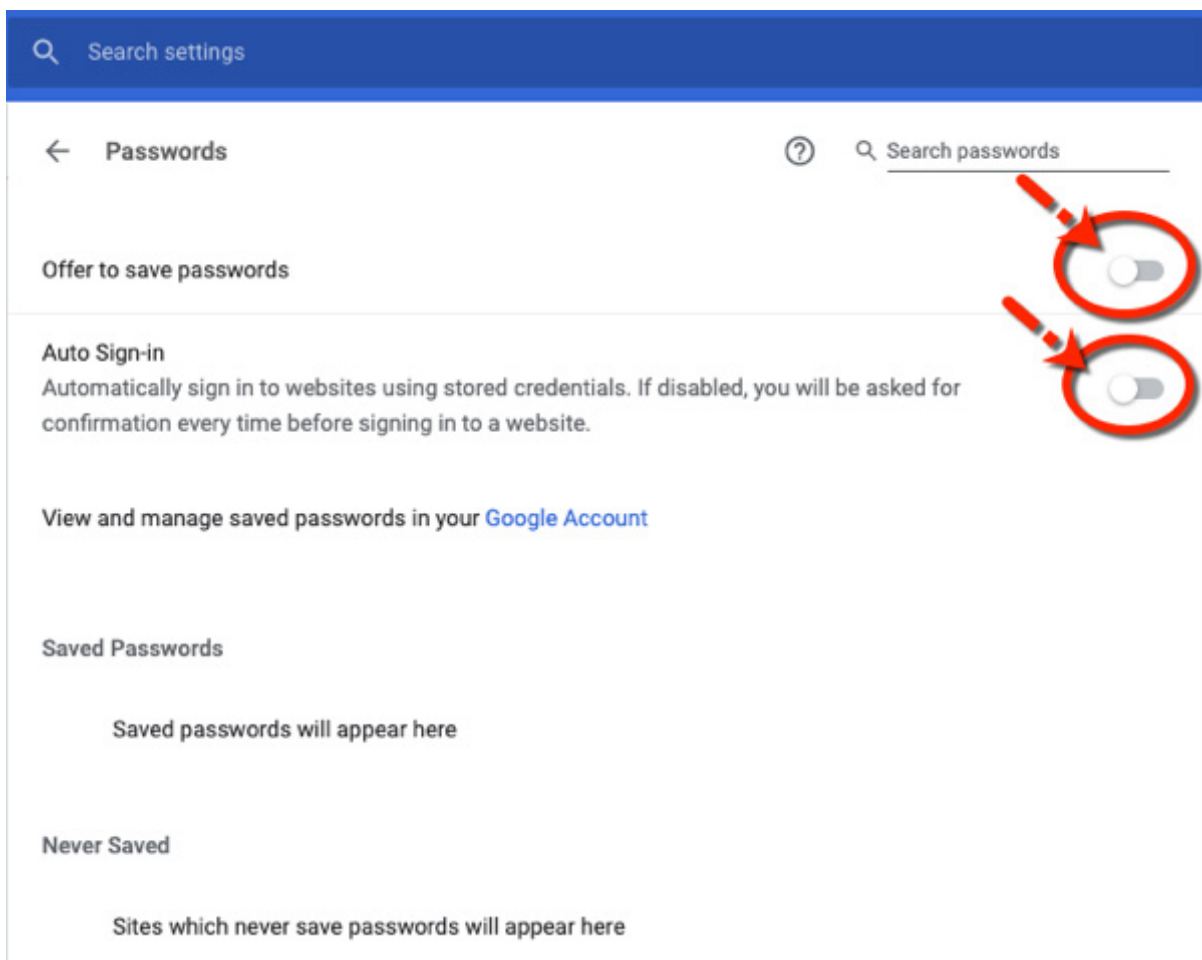 Search settings
Passwords
Search passwords
Offer to save passwords
Auto Sign-in
Automatically sign in to websites using stored credentials. If disabled, you will be asked for
confirmation every time before signing in to a website.
View and manage saved passwords in your Google Account
Saved Passwords
Saved passwords will appear here
Never Saved
Sites which never save passwords will appear here